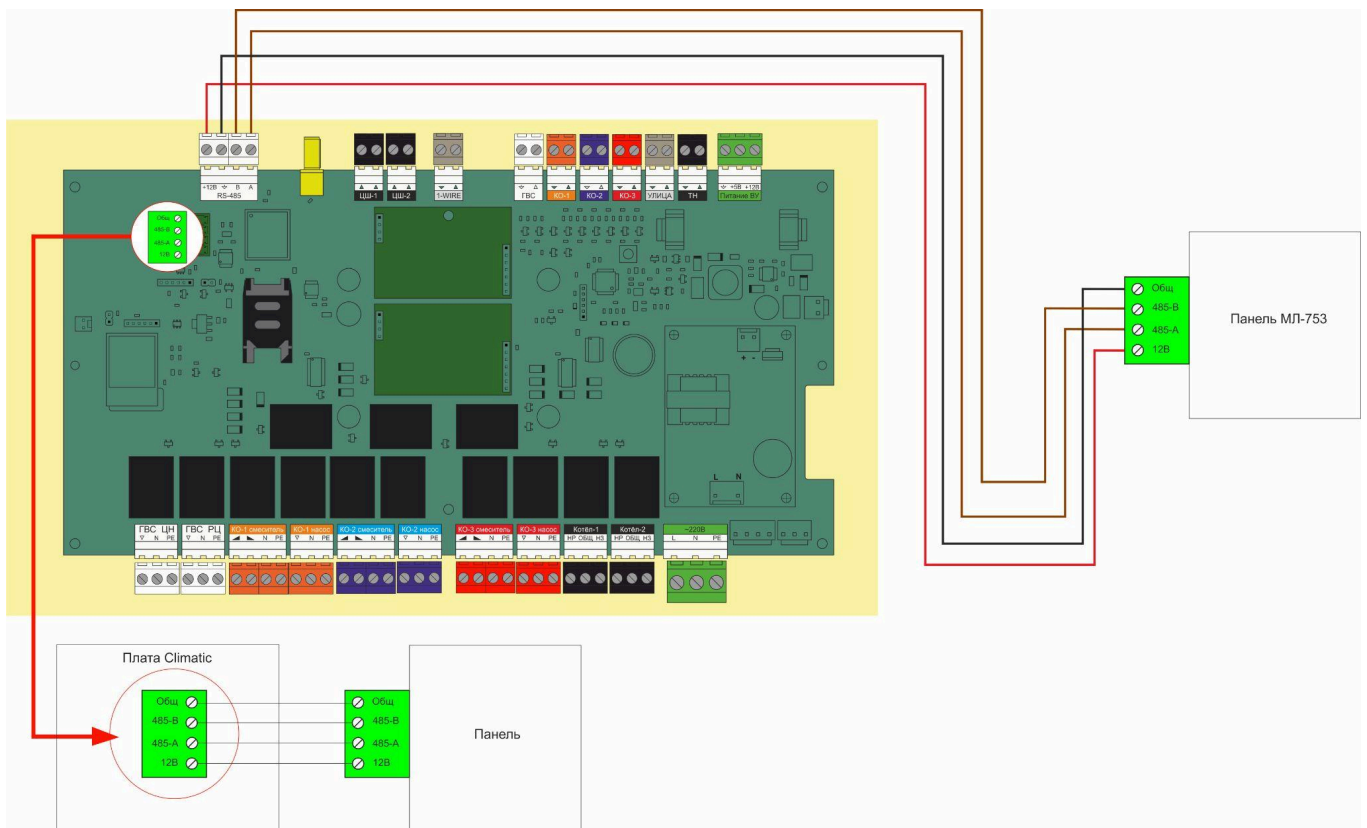 +12В B A
RS-485
ЦШ-1
ЦШ-2
1-WIRE
ГВС
КО-1
КО-2
КО-3
УЛИЦА
ТН
+5В +12В
Питание ВУ
Общ
485-В
485-А
12В
Общ
485-В
485-А
12В
Панель МЛ-753
+ -
L N
ГВС ЦН
N PE
ГВС РЦ
N PE
КО-1 смеситель
N PE
КО-1 насос
N PE
КО-2 смеситель
N PE
КО-2 насос
N PE
КО-3 смеситель
N PE
КО-3 насос
N PE
Котёл-1
НР ОБЩ НЗ
Котёл-2
НР ОБЩ НЗ
~220В
L N PE
Плата Climatic
Общ
485-В
485-А
12В
Общ
485-В
485-А
12В
Панель